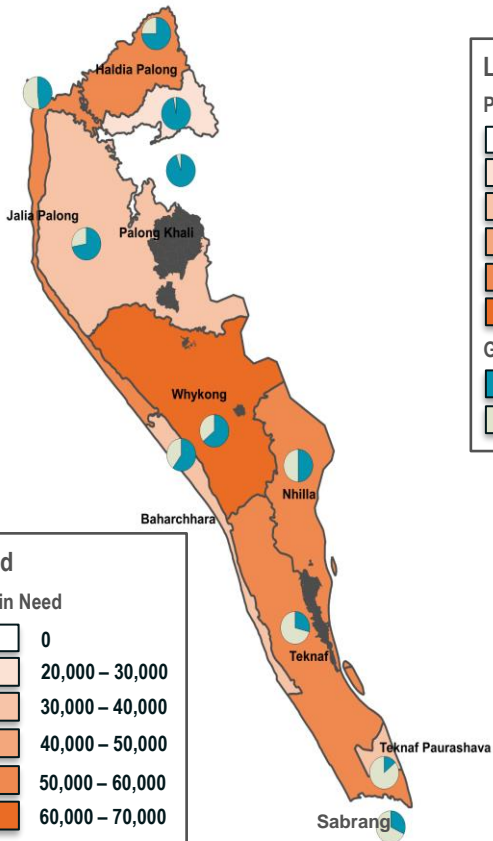 Haldia Palong
L
P
Jalia Palong
Palong Khali
G
Whykong
Nhilla
Baharchhara
d
in Need
0
20,000 – 30,000
30,000 – 40,000
40,000 – 50,000
50,000 – 60,000
60,000 – 70,000
Teknaf
Teknaf Paurashava
Sabrang